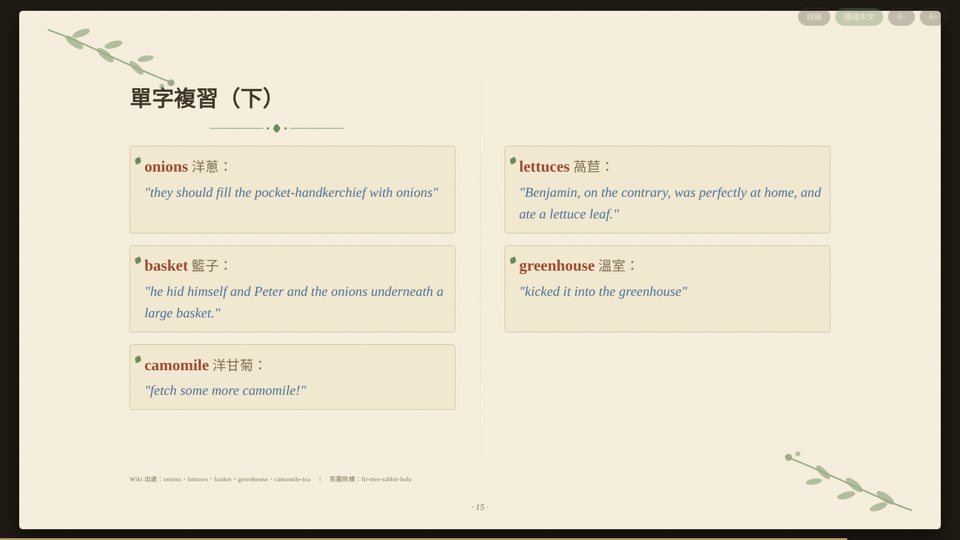 目錄
隱藏中文
A−
A+
單字複習（下）
onions 洋蔥：
"they should fill the pocket-handkerchief with onions"
lettuces 萵苣：
"Benjamin, on the contrary, was perfectly at home, and
ate a lettuce leaf."
basket 籃子：
"he hid himself and Peter and the onions underneath a
large basket."
greenhouse 溫室：
"kicked it into the greenhouse"
camomile 洋甘菊：
"fetch some more camomile!"
Wiki 出處：onions、lettuces、basket、greenhouse、camomile-tea ｜ 氛圍依據：fir-tree-rabbit-hole
· 15 ·